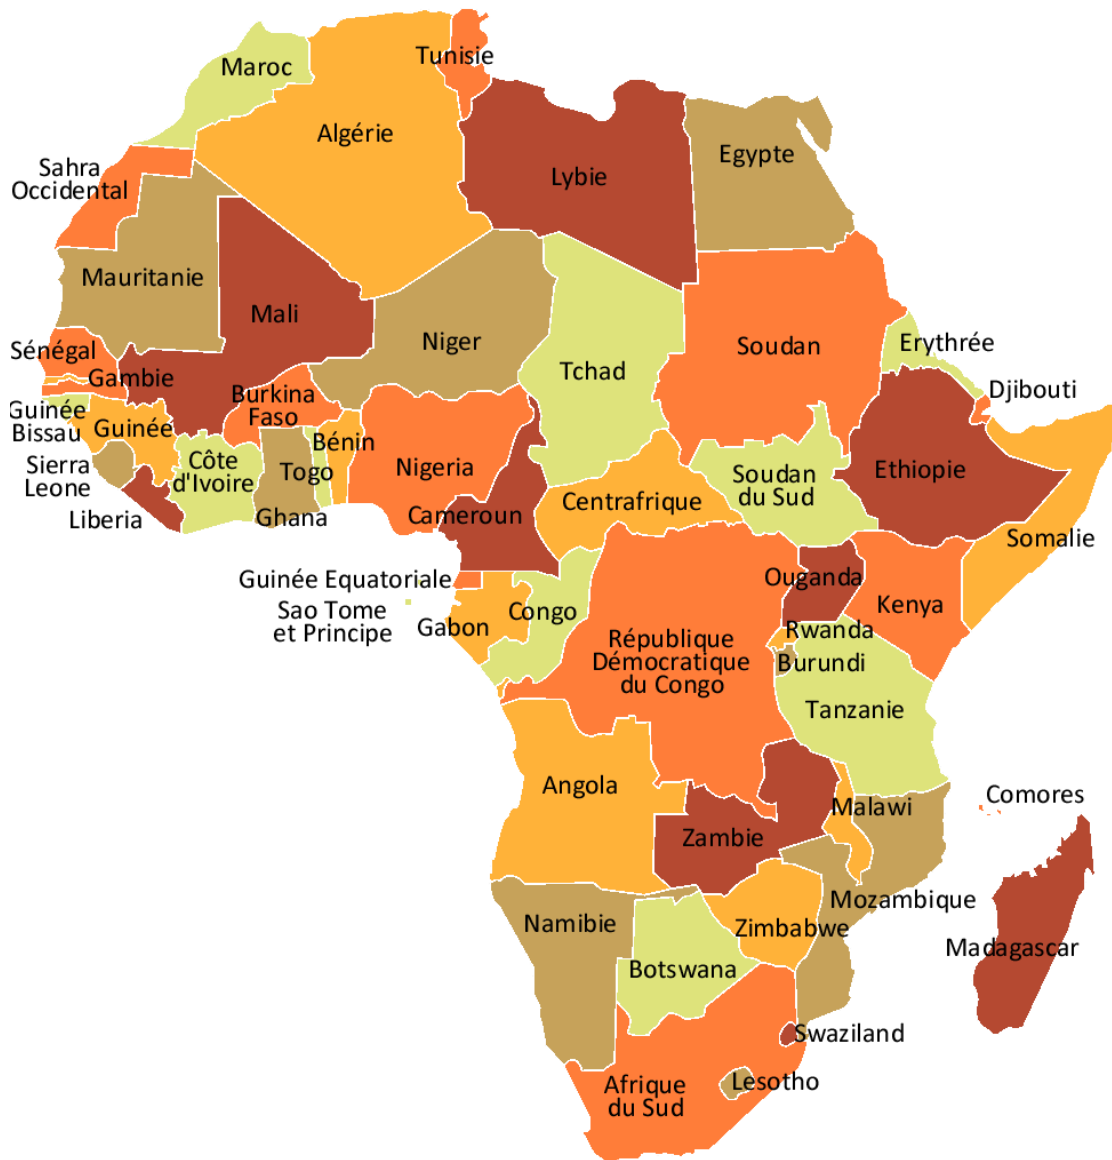 Tunisie
Maroc
Algérie
Egypte
Sahra
Occidental
Lybie
Mauritanie
Mali
Niger
Soudan
Erythrée
Sénégal
Tchad
Gambie
Djibouti
Burkina
Faso
Guinée
Bissau
Guinée
Bénin
Côte
d'Ivoire
Togo
Nigeria
Soudan
du Sud
Ethiopie
Sierra
Leone
Centrafrique
Liberia
Ghana
Cameroun
Somalie
Guinée Equatoriale
Ouganda
Sao Tome
et Principe
Congo
Kenya
Gabon
Rwanda
République
Démocratique
du Congo
Burundi
Tanzanie
Angola
Comores
Malawi
Zambie
Mozambique
Namibie
Zimbabwe
Madagascar
Botswana
Swaziland
Lesotho
Afrique
du Sud